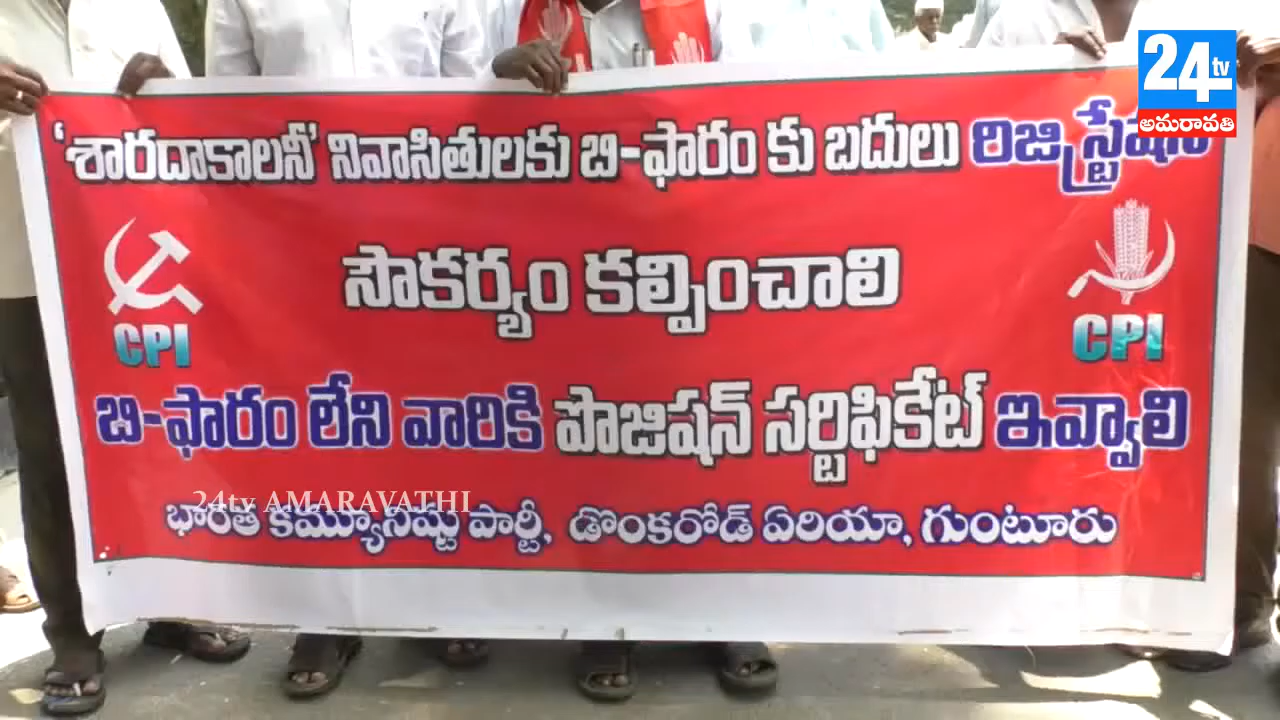 24tv
అమరావతి
'శారదాకాలనీ' నివాసితులకు బి-ఫారం కు బదులు రిజిస్ట్రేషన్
సౌకర్యం కల్పించాలి
CPI
CPI
బి-ఫారం లేని వారికి పొజిషన్ సర్టిఫికేట్ ఇవ్వాలి
24tv AMARAVATHI
భారత కమ్యూనిష్టు పార్టీ, డొంకరోడ్ ఏరియా, గుంటూరు